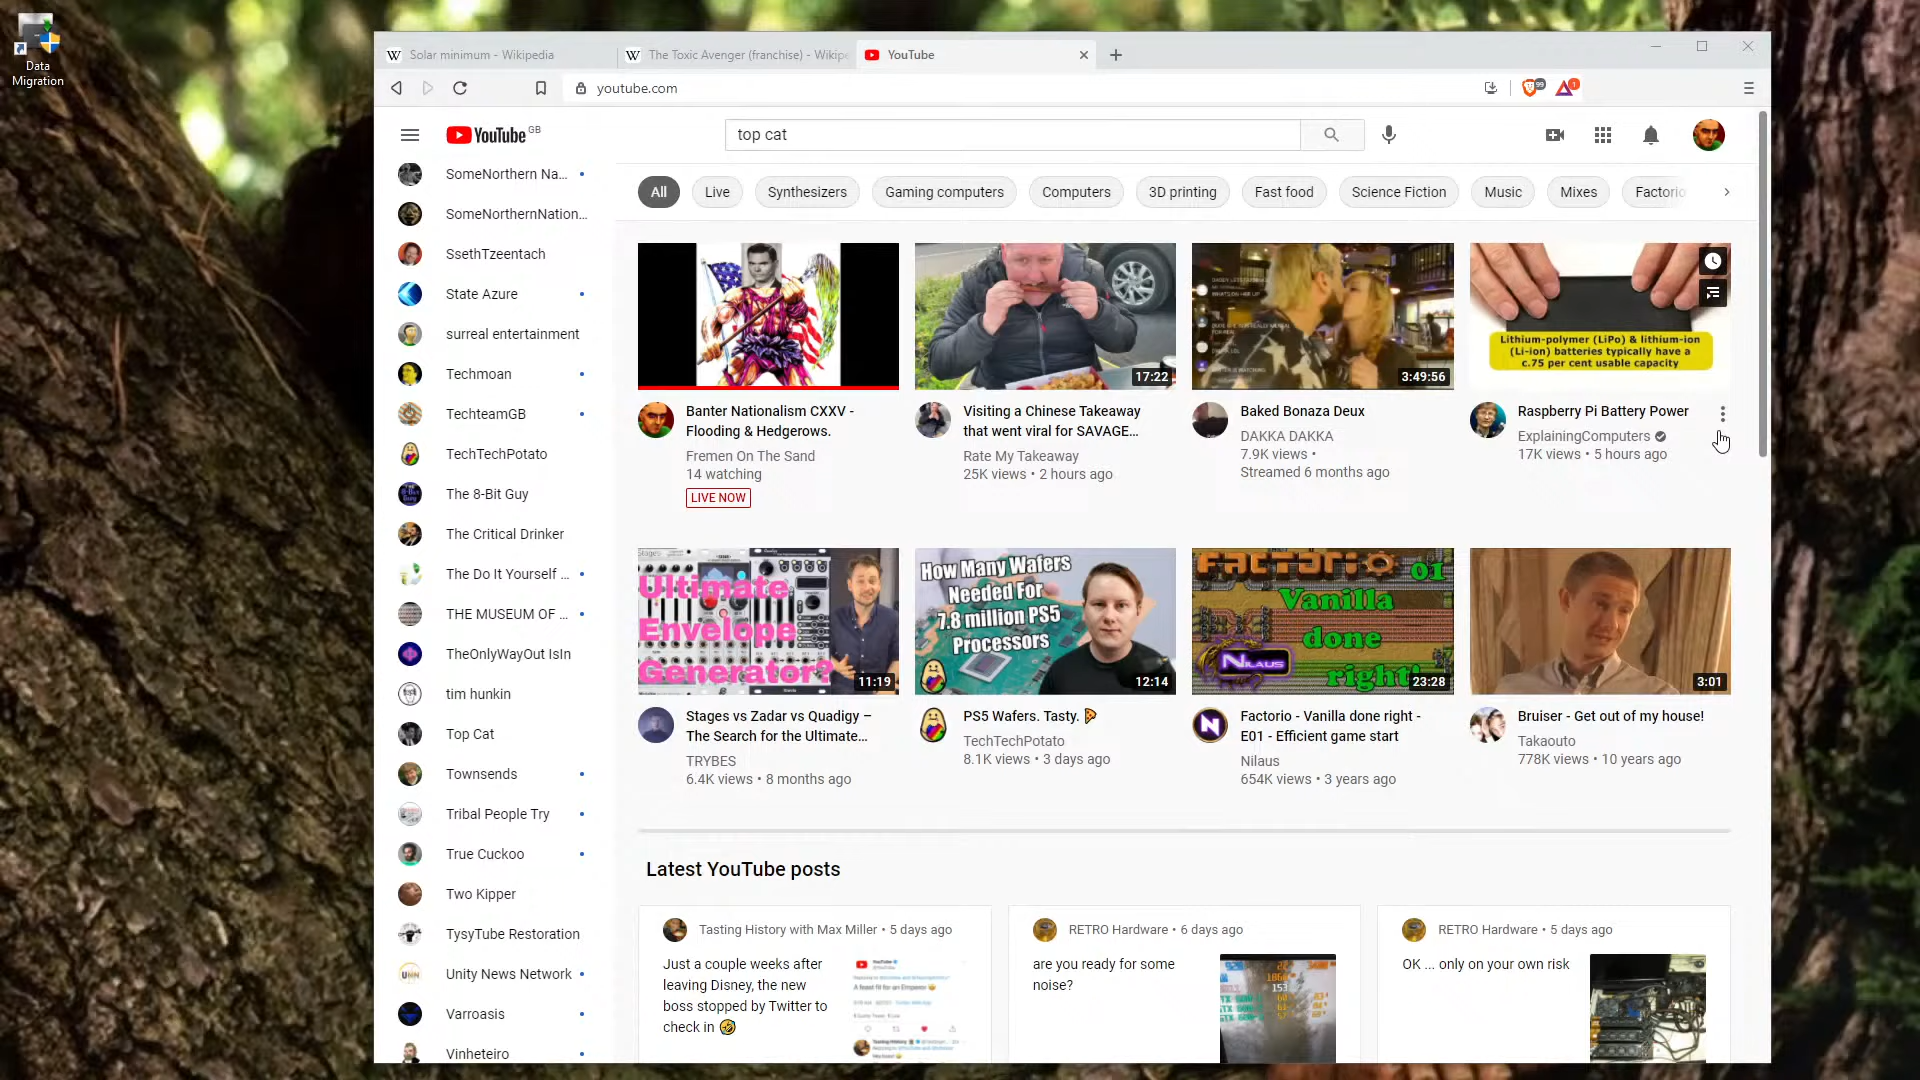 Data
Migration
Solar minimum - Wikipedia
The Toxic Avenger (franchise) - Wikipe
YouTube
youtube.com
99
1
YouTube GB
top cat
SomeNorthern Na...
SomeNorthernNation...
SsethTzeentach
State Azure
surreal entertainment
Techmoan
TechteamGB
TechTechPotato
The 8-Bit Guy
The Critical Drinker
The Do It Yourself ...
THE MUSEUM OF ...
TheOnlyWayOut IsIn
tim hunkin
Top Cat
Townsends
Tribal People Try
True Cuckoo
Two Kipper
TysyTube Restoration
UNN
Unity News Network
Varroasis
Vinheteiro
All
Live
Synthesizers
Gaming computers
Computers
3D printing
Fast food
Science Fiction
Music
Mixes
Factorio
Banter Nationalism CXXV -
Flooding & Hedgerows.
Fremen On The Sand
14 watching
LIVE NOW
17:22
Visiting a Chinese Takeaway
that went viral for SAVAGE...
Rate My Takeaway
25K views • 2 hours ago
3:49:56
Baked Bonaza Deux
DAKKA DAKKA
7.9K views •
Streamed 6 months ago
Lithium-polymer (LiPo) & lithium-ion
(Li-ion) batteries typically have a
c.75 per cent usable capacity
Raspberry Pi Battery Power
ExplainingComputers
17K views • 5 hours ago
Stages
Ultimate
Envelope
Generator?
11:19
Stages vs Zadar vs Quadigy –
The Search for the Ultimate...
TRYBES
6.4K views • 8 months ago
How Many Wafers
Needed For
7.8 million PS5
Processors
12:14
PS5 Wafers. Tasty. 🍕
TechTechPotato
8.1K views • 3 days ago
FACTORIO 01
Vanilla
done
right!
NILAUS
23:28
Factorio - Vanilla done right -
E01 - Efficient game start
Nilaus
654K views • 3 years ago
3:01
Bruiser - Get out of my house!
Takaouto
778K views • 10 years ago
Latest YouTube posts
Tasting History with Max Miller • 5 days ago
Just a couple weeks after
leaving Disney, the new
boss stopped by Twitter to
check in 🤣
YouTube
A feast fit for an Emperor
RETRO Hardware • 6 days ago
are you ready for some
noise?
153
RETRO Hardware • 5 days ago
OK ... only on your own risk